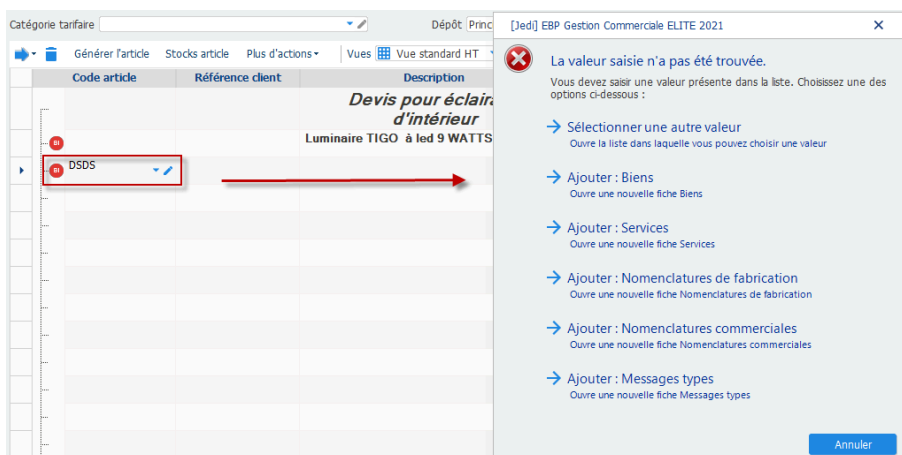 Catégorie tarifaire Dépôt Princ
Générer l'article Stocks article Plus d'actions Vues Vue standard HT
Code article Référence client Description
Devis pour éclaira
d'intérieur
Luminaire TIGO à led 9 WATTS
BI
BI DSDS
[Jedi] EBP Gestion Commerciale ELITE 2021
La valeur saisie n'a pas été trouvée.
Vous devez saisir une valeur présente dans la liste. Choisissez une des
options ci-dessous :
Sélectionner une autre valeur
Ouvre la liste dans laquelle vous pouvez choisir une valeur
Ajouter : Biens
Ouvre une nouvelle fiche Biens
Ajouter : Services
Ouvre une nouvelle fiche Services
Ajouter : Nomenclatures de fabrication
Ouvre une nouvelle fiche Nomenclatures de fabrication
Ajouter : Nomenclatures commerciales
Ouvre une nouvelle fiche Nomenclatures commerciales
Ajouter : Messages types
Ouvre une nouvelle fiche Messages types
Annuler